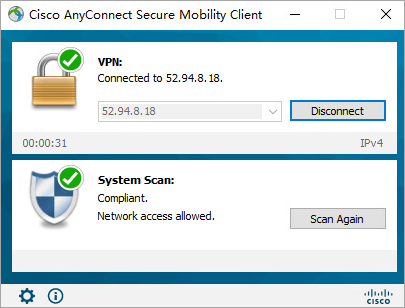 Cisco AnyConnect Secure Mobility Client
VPN:
Connected to 52.94.8.18.
52.94.8.18
Disconnect
00:00:31
IPv4
System Scan:
Compliant.
Network access allowed.
Scan Again
CISCO